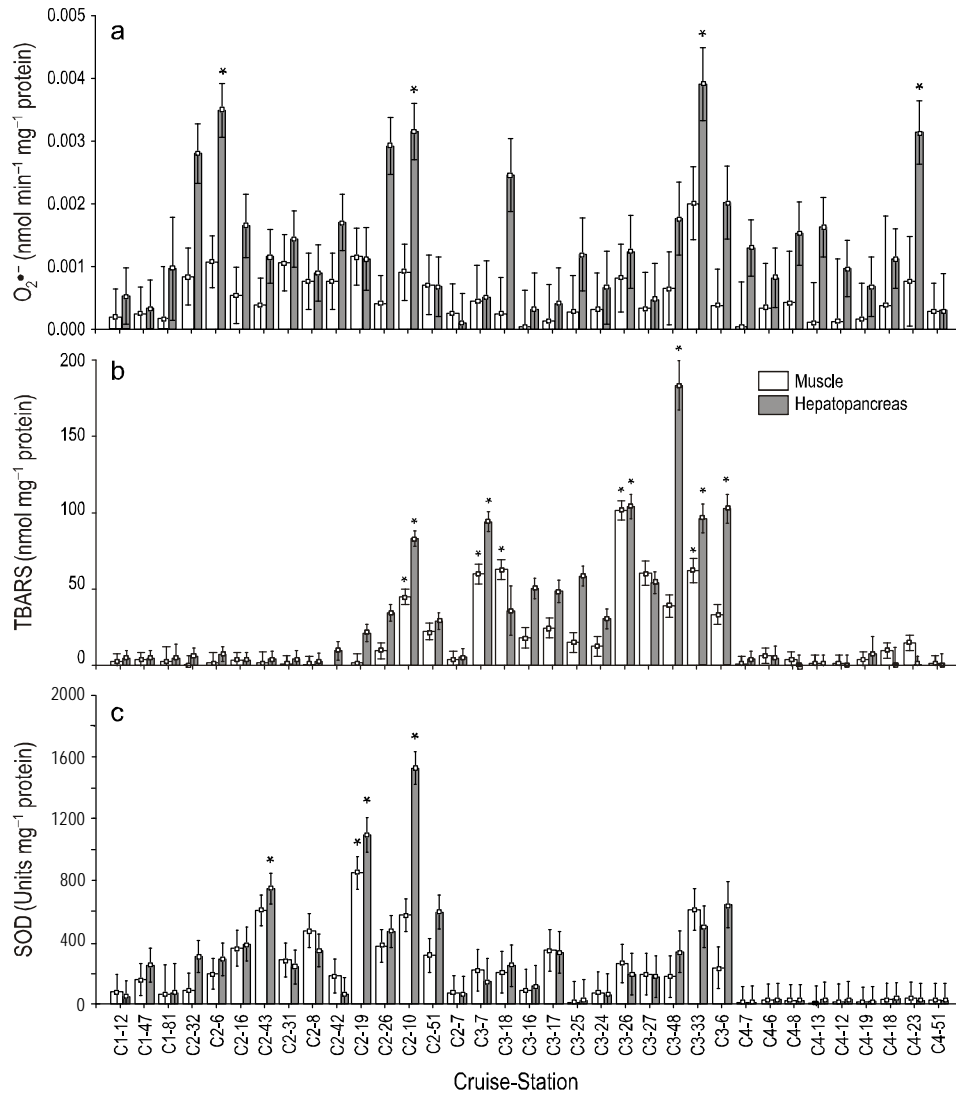 a
0.005
0.004
0.003
0.002
0.001
0.000
O₂•− (nmol min⁻¹ mg⁻¹ protein)
* * * *
b
200
150
100
50
0
TBARS (nmol mg⁻¹ protein)
Muscle
Hepatopancreas
* * * * * * * * * * *
c
2000
1600
1200
800
400
0
SOD (Units mg⁻¹ protein)
* * * *
C1-12
C1-47
C1-81
C2-32
C2-6
C2-16
C2-43
C2-31
C2-8
C2-42
C2-19
C2-26
C2-10
C2-51
C2-7
C3-7
C3-18
C3-16
C3-17
C3-25
C3-24
C3-26
C3-27
C3-48
C3-33
C3-6
C4-7
C4-6
C4-8
C4-13
C4-12
C4-19
C4-18
C4-23
C4-51
Cruise-Station